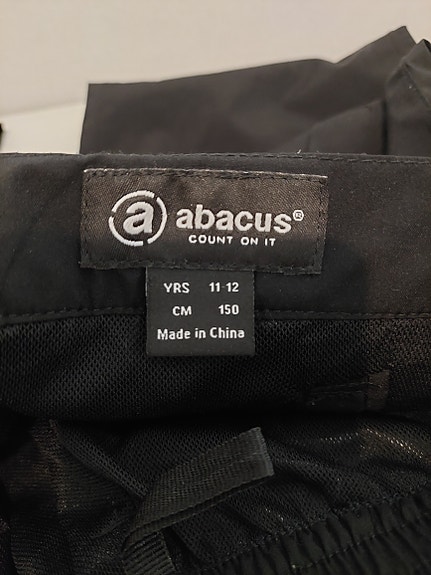 a abacus®
COUNT ON IT
YRS 11-12
CM 150
Made in China